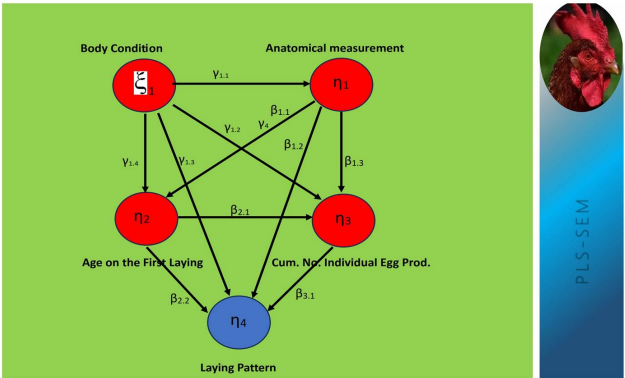 Body Condition
Anatomical measurement
γ1.1
ξ1
η1
β1.1
γ4
γ1.2
β1.2
γ1.4
γ1.3
β1.3
η2
β2.1
η3
Age on the First Laying
Cum. No. Individual Egg Prod.
β2.2
β3.1
η4
Laying Pattern
PLS-SEM